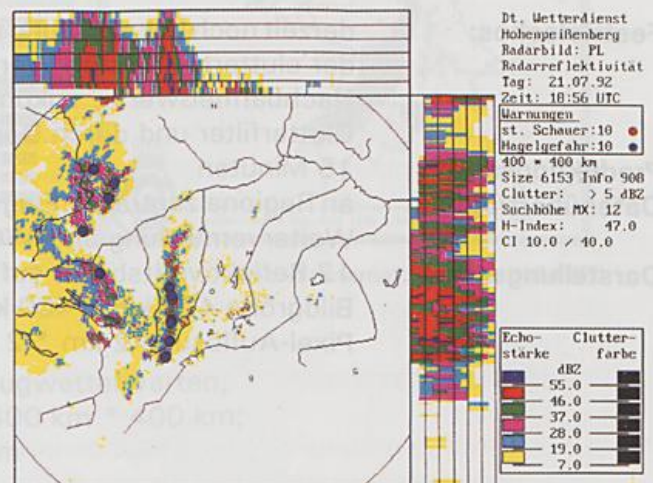 Dt. Wetterdienst
Hohenpeißenberg
Radarbild: PL
Radarreflektivität
Tag: 21.07.92
Zeit: 18:56 UTC
Warnungen
st. Schauer:10
Hagelgefahr:10
400 * 400 km
Size 6153 Info 908
Clutter: > 5 dBZ
Suchhöhe MX: 12
H-Index: 47.0
CI 10.0 / 40.0
Echo- Clutter-
stärke farbe
dBZ
55.0
46.0
37.0
28.0
19.0
7.0